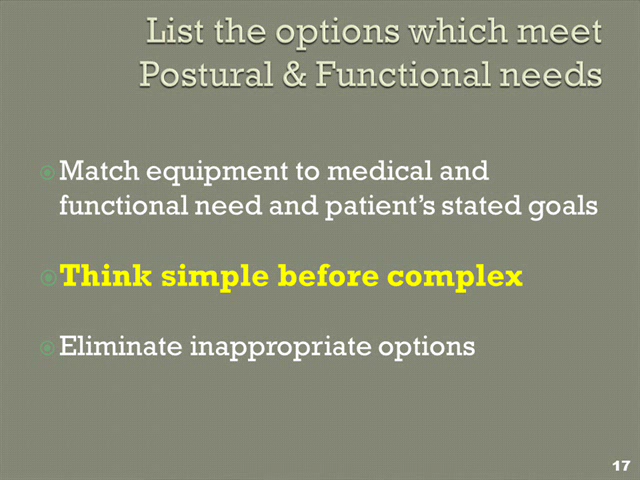 List the options which meet
Postural & Functional needs
Match equipment to medical and
functional need and patient's stated goals
Think simple before complex
Eliminate inappropriate options
17